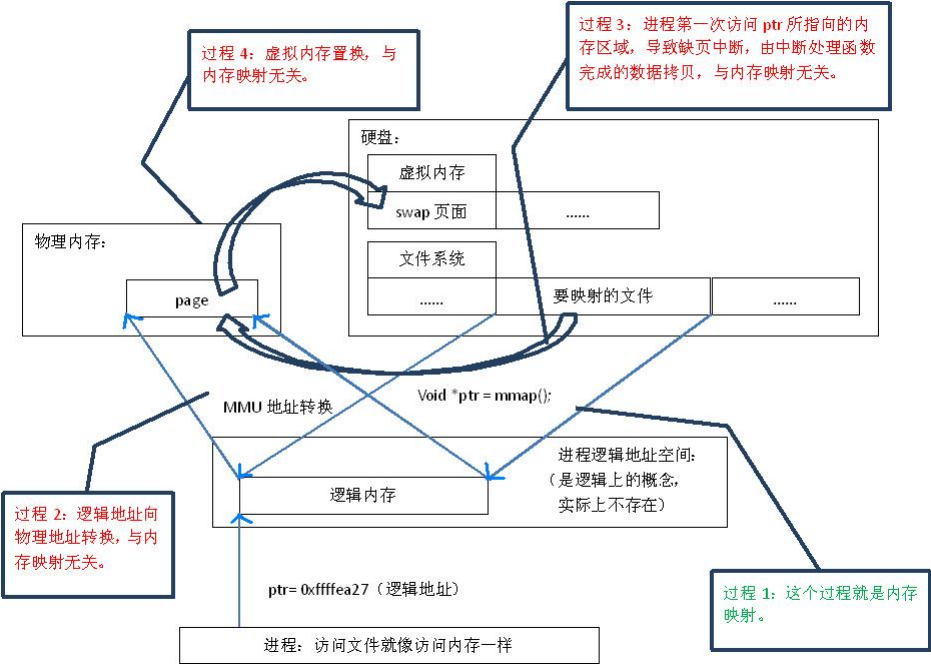 过程 4：虚拟内存置换，与
内存映射无关。
过程 3：进程第一次访问 ptr 所指向的内
存区域，导致缺页中断，由中断处理函数
完成的数据拷贝，与内存映射无关。
硬盘：
虚拟内存
swap 页面
......
物理内存：
page
文件系统
......
要映射的文件
......
MMU 地址转换
Void *ptr = mmap();
进程逻辑地址空间：
（是逻辑上的概念，
实际上不存在）
逻辑内存
过程 2：逻辑地址向
物理地址转换，与内
存映射无关。
ptr= 0xffffea27（逻辑地址）
过程 1：这个过程就是内存
映射。
进程：访问文件就像访问内存一样